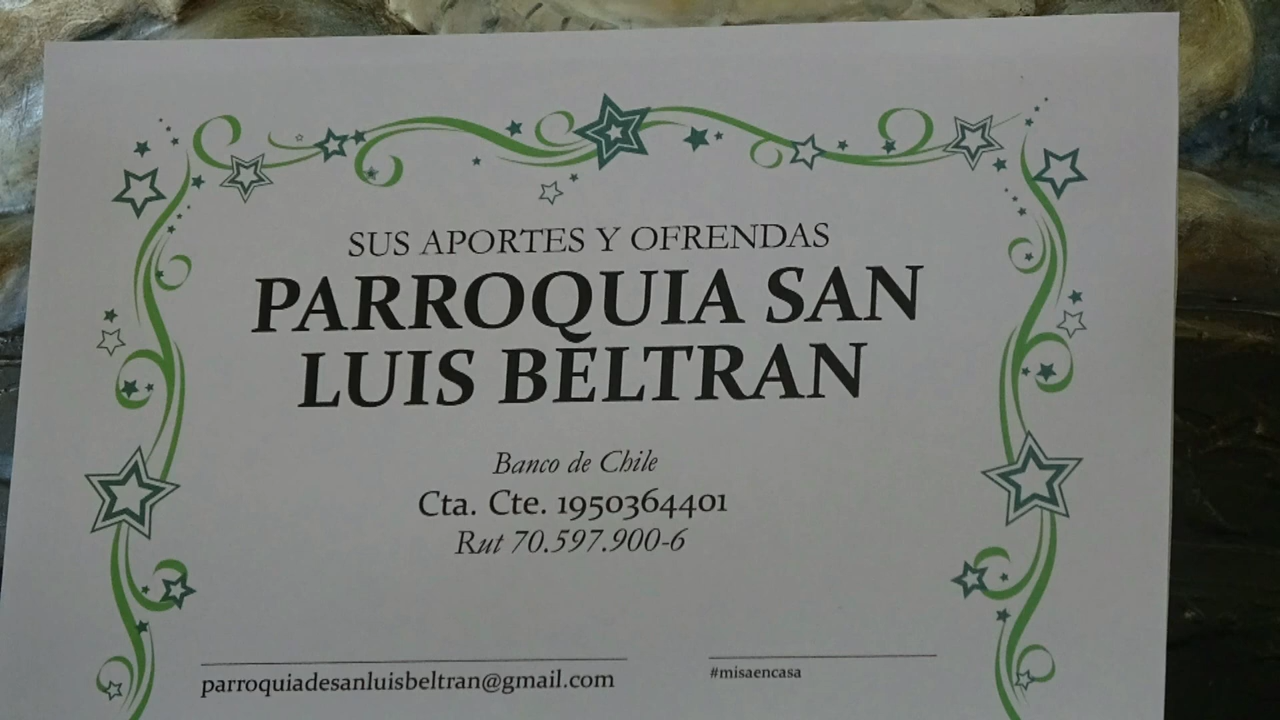 SUS APORTES Y OFRENDAS
PARROQUIA SAN
LUIS BELTRAN
Banco de Chile
Cta. Cte. 1950364401
Rut 70.597.900-6
parroquiadesanluisbeltran@gmail.com
#misaencasa